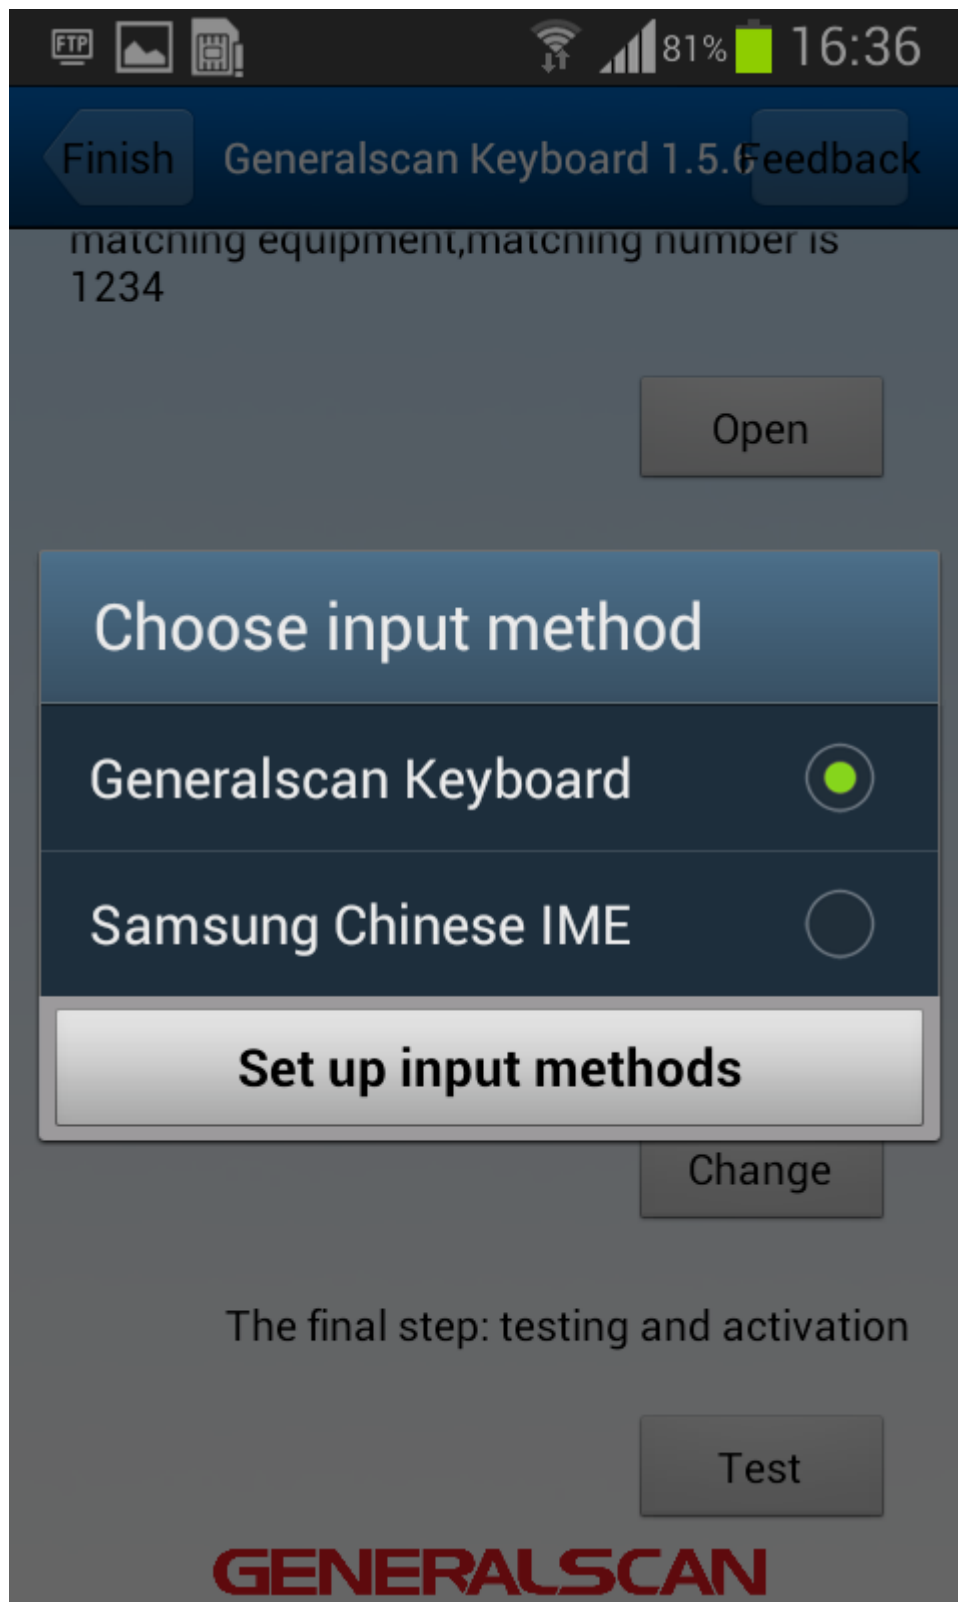 FTP
81% 16:36
Finish Generalscan Keyboard 1.5.6 Feedback
matching equipment,matching number is
1234
Open
Choose input method
Generalscan Keyboard
Samsung Chinese IME
Set up input methods
Change
The final step: testing and activation
Test
GENERALSCAN